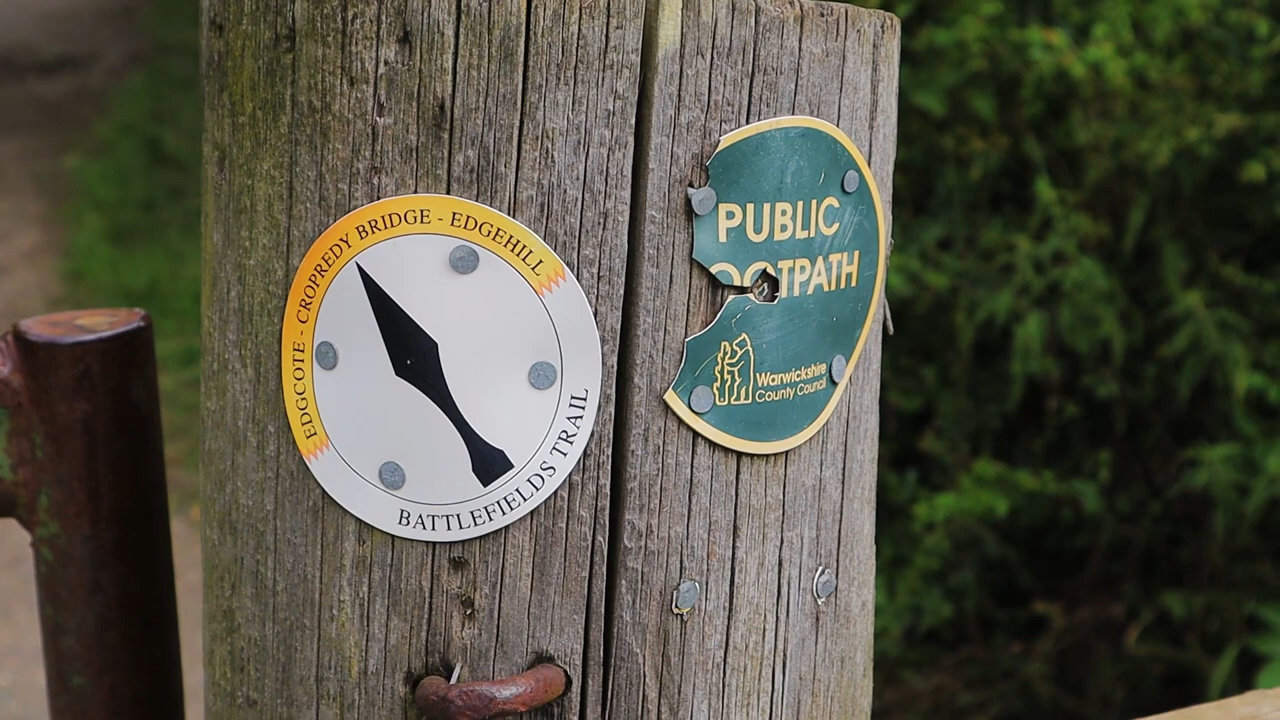 EDGCOTE - CROPREDY BRIDGE - EDGEHILL
BATTLEFIELDS TRAIL
PUBLIC
OOTPATH
Warwickshire
County Council